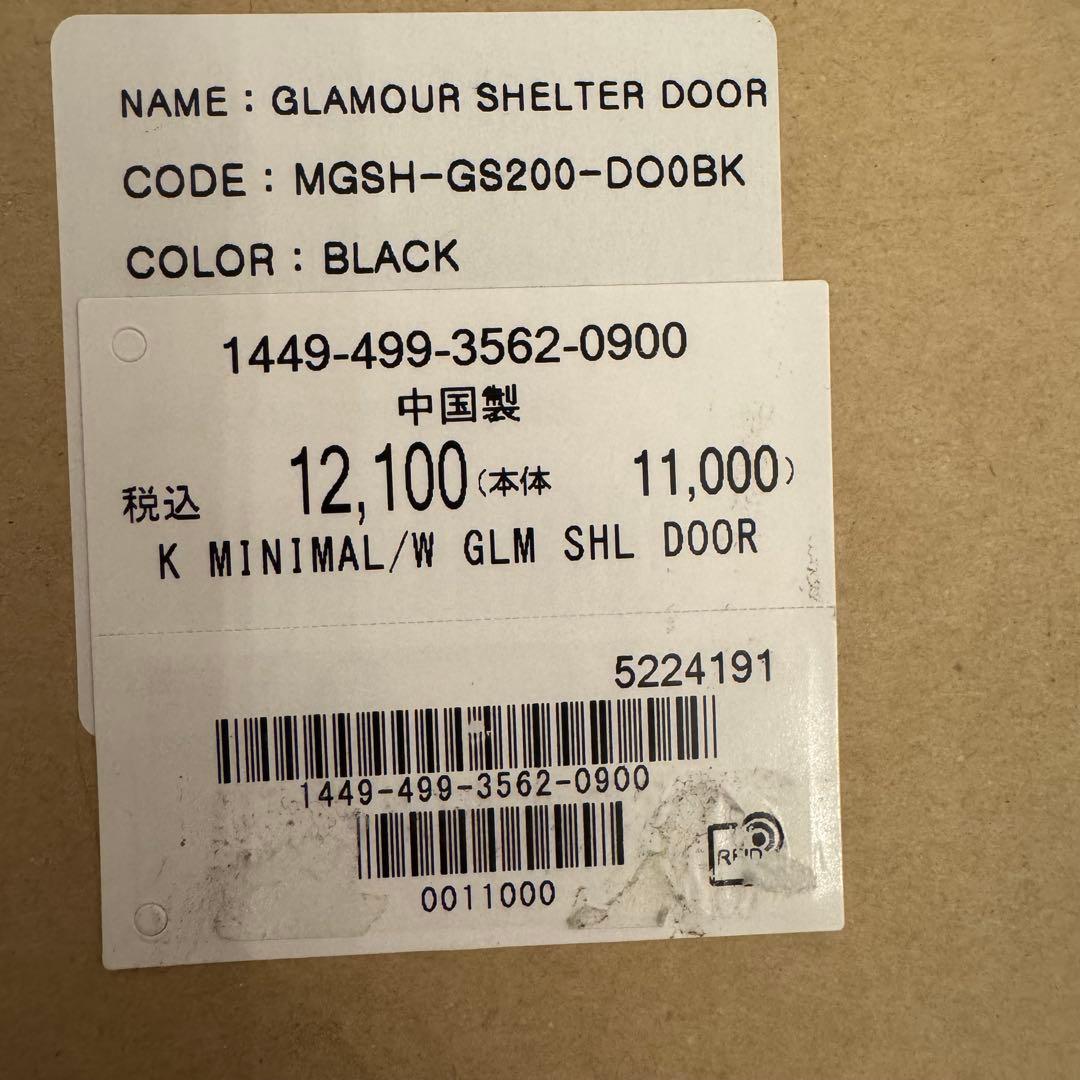 NAME : GLAMOUR SHELTER DOOR
CODE : MGSH-GS200-DO0BK
COLOR : BLACK
1449-499-3562-0900
中国製
税込 12,100 (本体 11,000)
K MINIMAL/W GLM SHL DOOR
5224191
1449-499-3562-0900
0011000
RFID